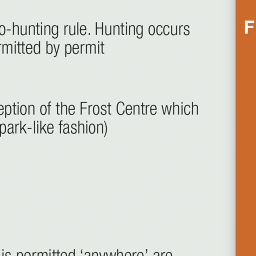 o-hunting rule. Hunting occurs
rmitted by permit
eption of the Frost Centre which
park-like fashion)
is permitted ‘anywhere’ are
F